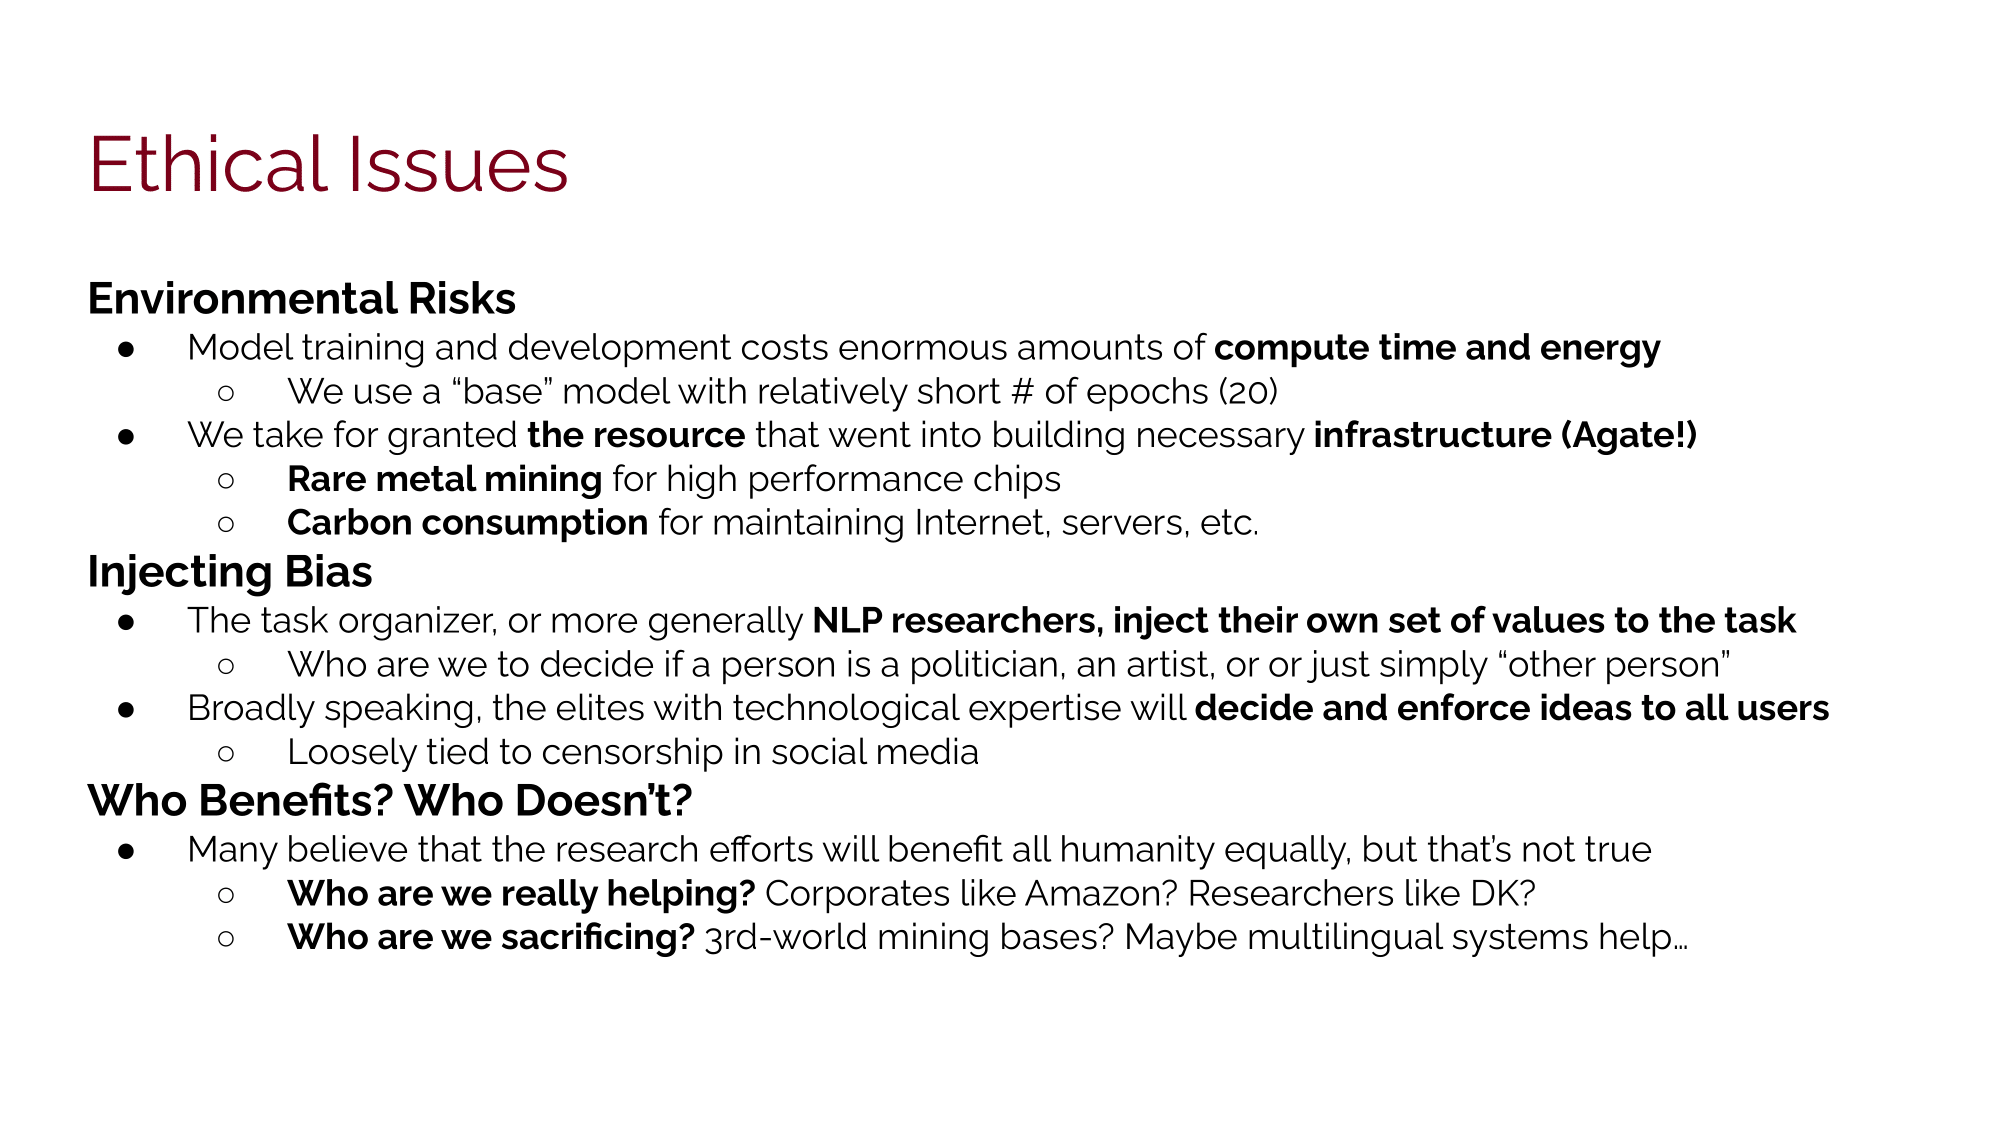 Ethical Issues
Environmental Risks
● Model training and development costs enormous amounts of compute time and energy
○ We use a “base” model with relatively short # of epochs (20)
● We take for granted the resource that went into building necessary infrastructure (Agate!)
○ Rare metal mining for high performance chips
○ Carbon consumption for maintaining Internet, servers, etc.
Injecting Bias
● The task organizer, or more generally NLP researchers, inject their own set of values to the task
○ Who are we to decide if a person is a politician, an artist, or or just simply “other person”
● Broadly speaking, the elites with technological expertise will decide and enforce ideas to all users
○ Loosely tied to censorship in social media
Who Benefits? Who Doesn’t?
● Many believe that the research efforts will benefit all humanity equally, but that’s not true
○ Who are we really helping? Corporates like Amazon? Researchers like DK?
○ Who are we sacrificing? 3rd-world mining bases? Maybe multilingual systems help…